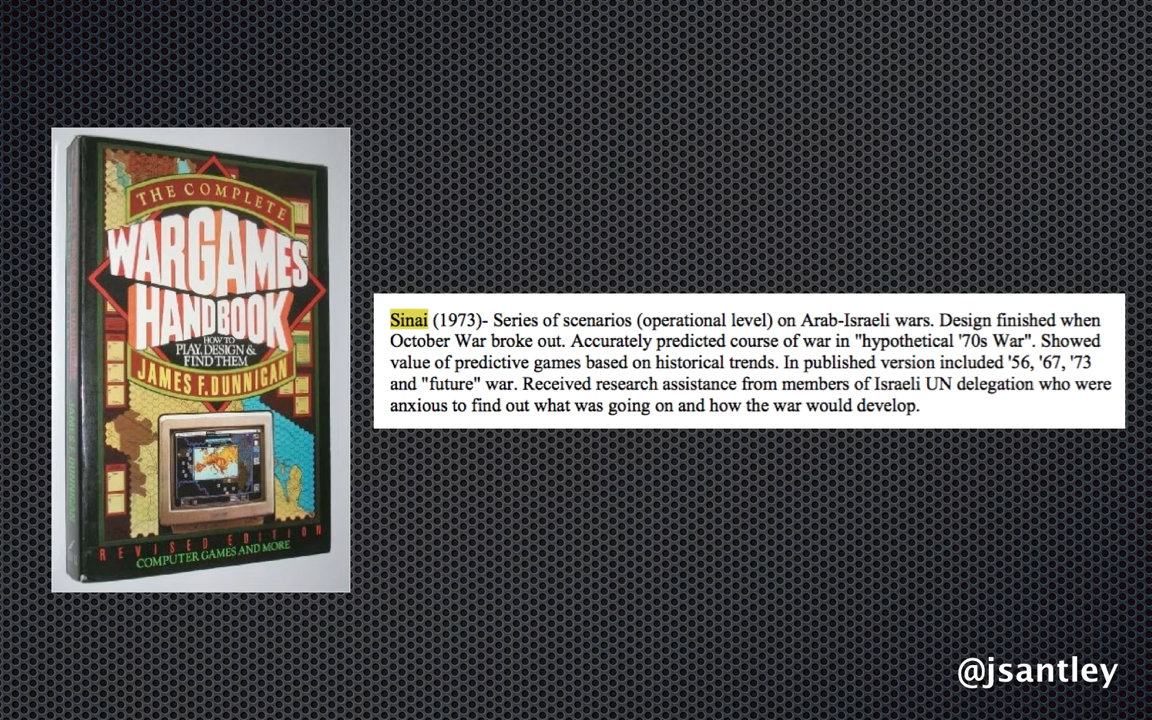 THE COMPLETE
WARGAMES
HANDBOOK
HOW TO
PLAY, DESIGN &
FIND THEM
JAMES F. DUNNIGAN
REVISED EDITION
COMPUTER GAMES AND MORE
JAMES F. DUNNIGAN
Sinai (1973)- Series of scenarios (operational level) on Arab-Israeli wars. Design finished when
October War broke out. Accurately predicted course of war in "hypothetical '70s War". Showed
value of predictive games based on historical trends. In published version included '56, '67, '73
and "future" war. Received research assistance from members of Israeli UN delegation who were
anxious to find out what was going on and how the war would develop.
@jsantley